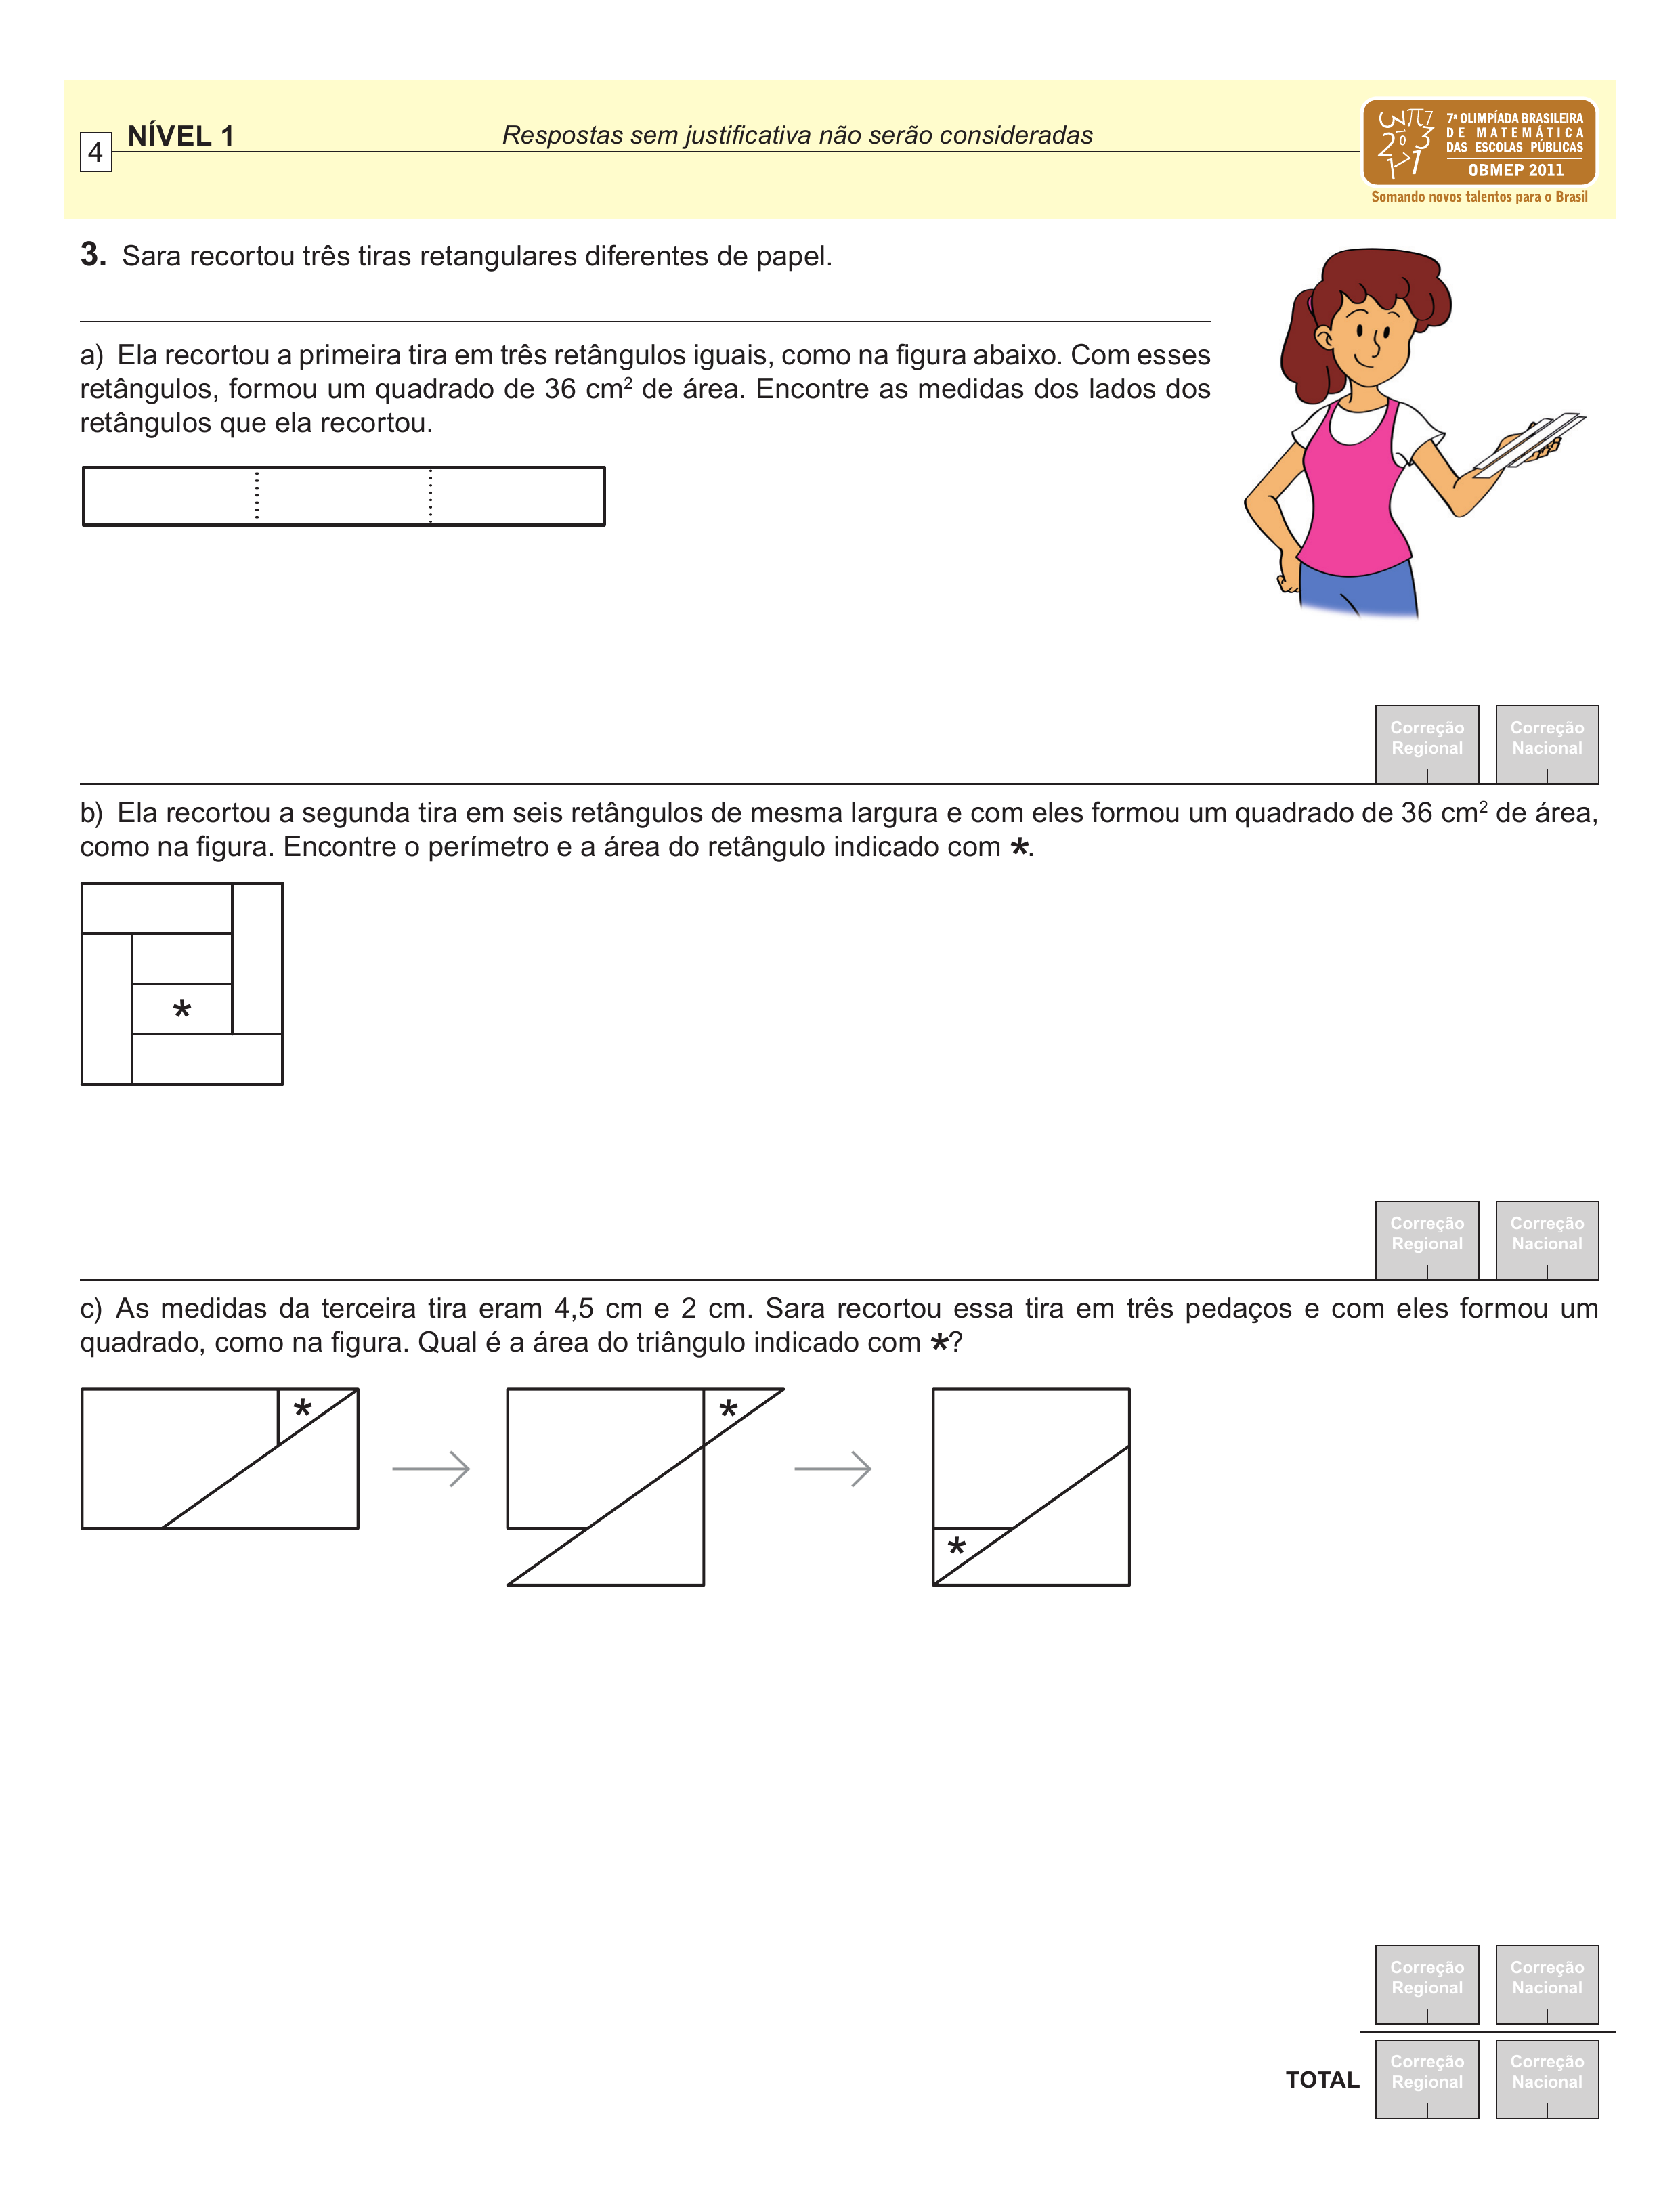 4 NÍVEL 1 Respostas sem justificativa não serão consideradas
7ª OLIMPÍADA BRASILEIRA
DE MATEMÁTICA
DAS ESCOLAS PÚBLICAS
OBMEP 2011
Somando novos talentos para o Brasil
3. Sara recortou três tiras retangulares diferentes de papel.
a) Ela recortou a primeira tira em três retângulos iguais, como na figura abaixo. Com esses
retângulos, formou um quadrado de 36 cm² de área. Encontre as medidas dos lados dos
retângulos que ela recortou.
Correção Correção
Regional Nacional
b) Ela recortou a segunda tira em seis retângulos de mesma largura e com eles formou um quadrado de 36 cm² de área,
como na figura. Encontre o perímetro e a área do retângulo indicado com *.
*
Correção Correção
Regional Nacional
c) As medidas da terceira tira eram 4,5 cm e 2 cm. Sara recortou essa tira em três pedaços e com eles formou um
quadrado, como na figura. Qual é a área do triângulo indicado com *?
* *
*
Correção Correção
Regional Nacional
TOTAL
Correção Correção
Regional Nacional